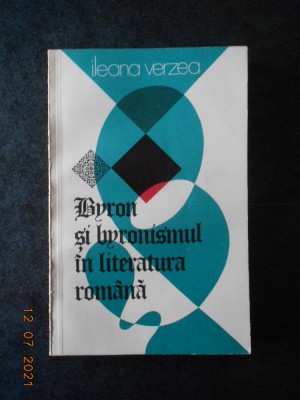 ileana verzea
Byron
și byronismul
în literatura
română
12.07.2021